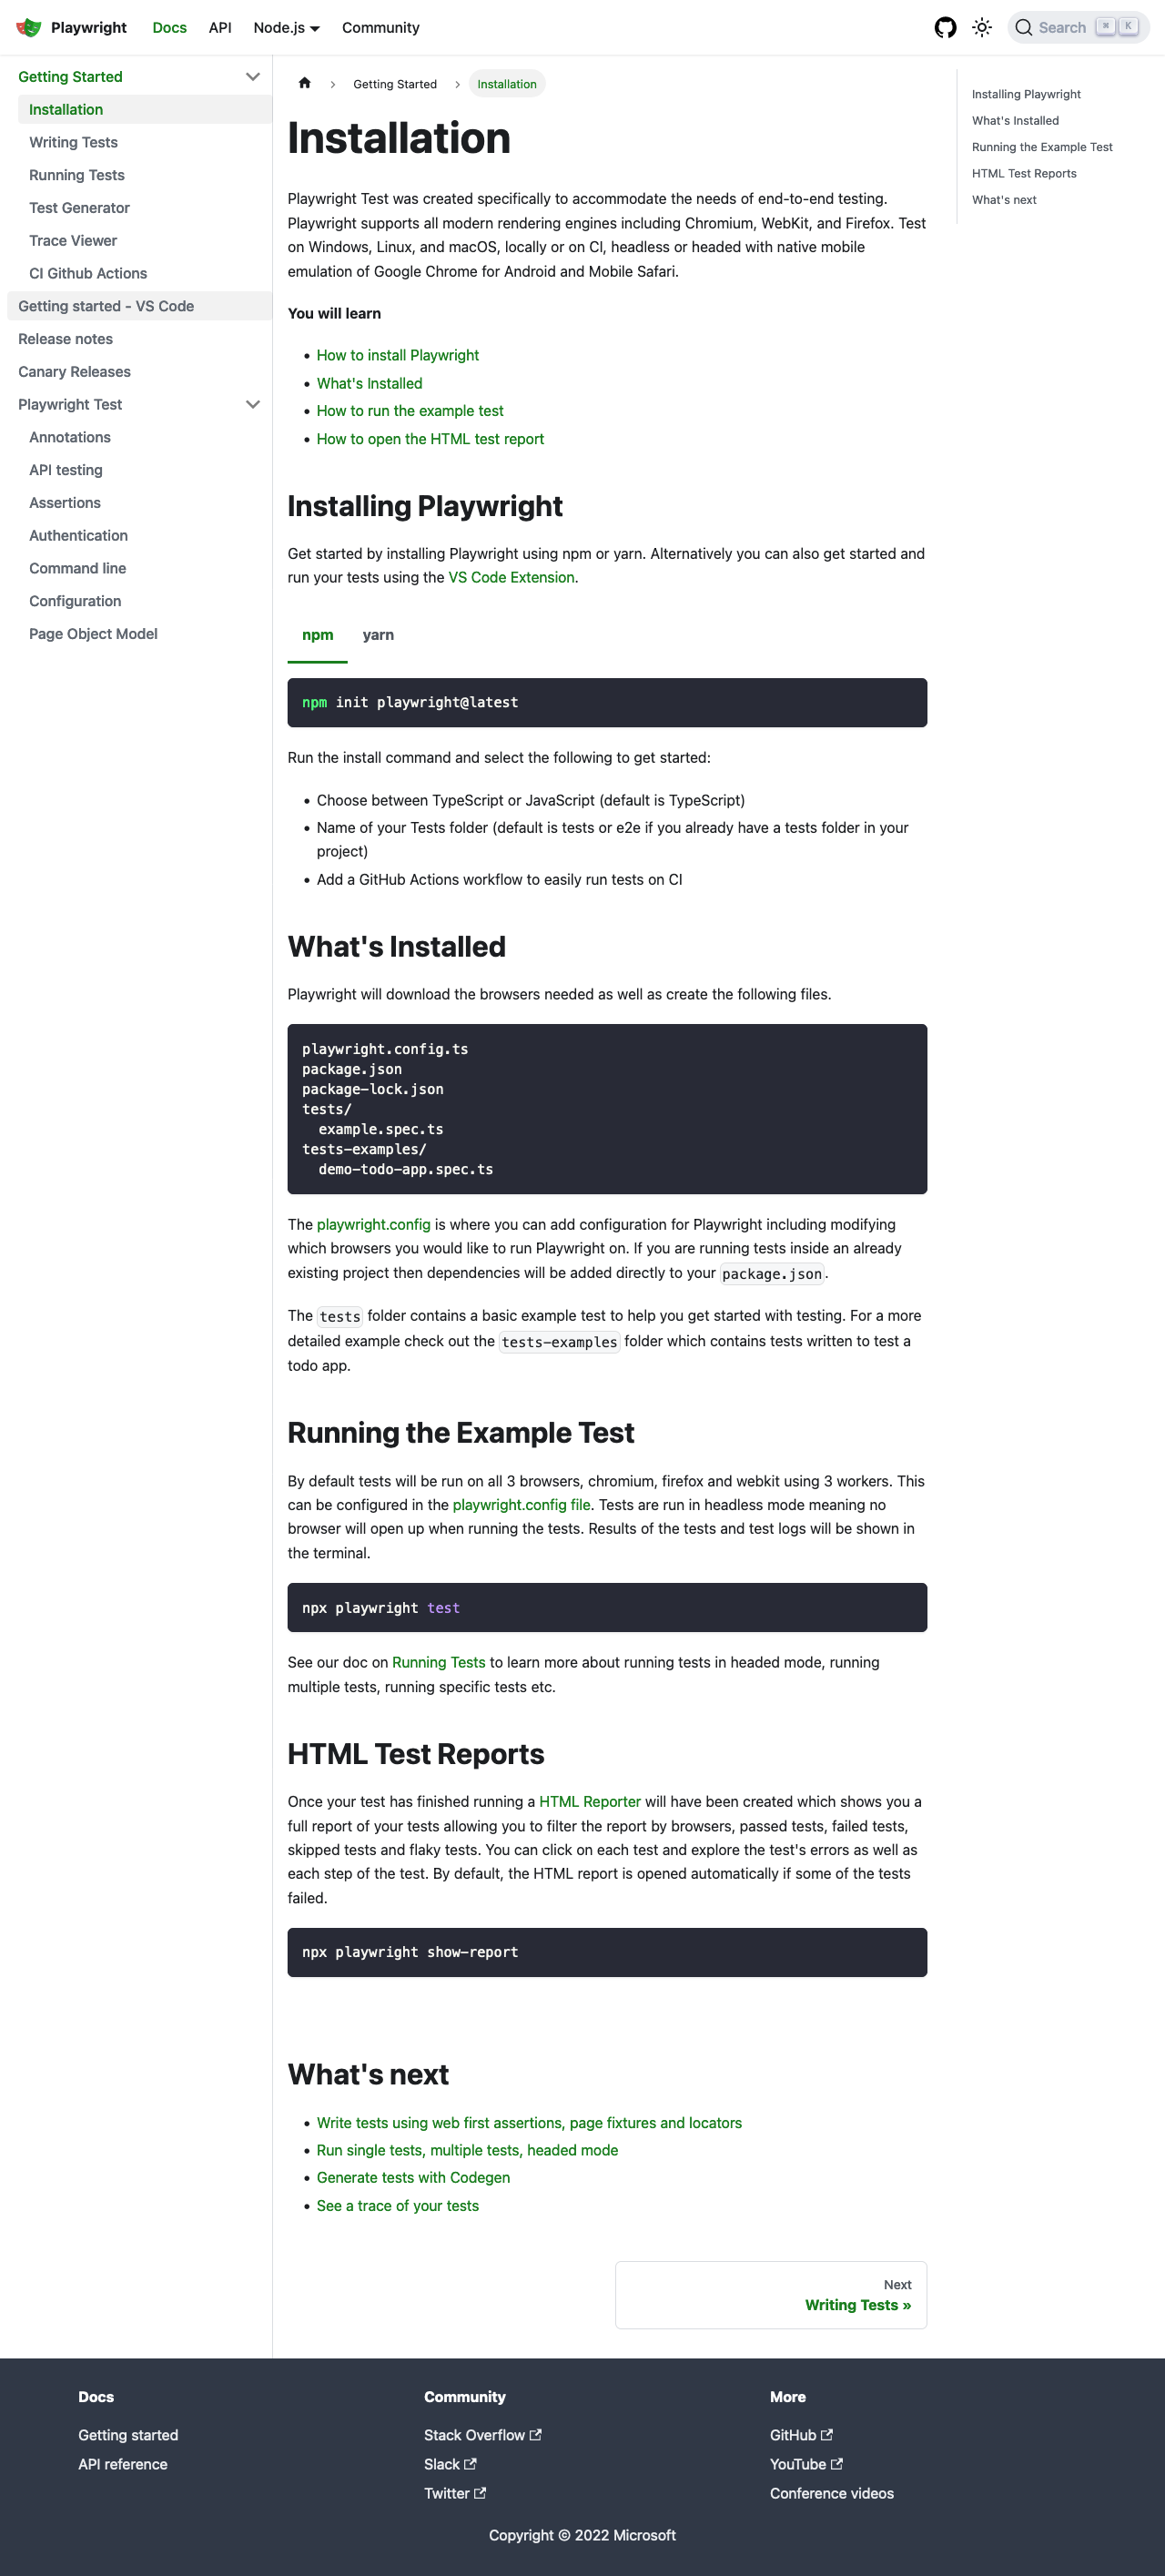 Playwright
Docs
API
Node.js
Community
Search
⌘ K
Getting Started
Installation
Writing Tests
Running Tests
Test Generator
Trace Viewer
CI Github Actions
Getting started - VS Code
Release notes
Canary Releases
Playwright Test
Annotations
API testing
Assertions
Authentication
Command line
Configuration
Page Object Model
Getting Started
Installation
Installation
Playwright Test was created specifically to accommodate the needs of end-to-end testing.
Playwright supports all modern rendering engines including Chromium, WebKit, and Firefox. Test
on Windows, Linux, and macOS, locally or on CI, headless or headed with native mobile
emulation of Google Chrome for Android and Mobile Safari.
You will learn
• How to install Playwright
• What's Installed
• How to run the example test
• How to open the HTML test report
Installing Playwright
Get started by installing Playwright using npm or yarn. Alternatively you can also get started and
run your tests using the VS Code Extension.
npm
yarn
npm init playwright@latest
Run the install command and select the following to get started:
• Choose between TypeScript or JavaScript (default is TypeScript)
• Name of your Tests folder (default is tests or e2e if you already have a tests folder in your
project)
• Add a GitHub Actions workflow to easily run tests on CI
What's Installed
Playwright will download the browsers needed as well as create the following files.
playwright.config.ts
package.json
package-lock.json
tests/
example.spec.ts
tests-examples/
demo-todo-app.spec.ts
The playwright.config is where you can add configuration for Playwright including modifying
which browsers you would like to run Playwright on. If you are running tests inside an already
existing project then dependencies will be added directly to your package.json.
The tests folder contains a basic example test to help you get started with testing. For a more
detailed example check out the tests-examples folder which contains tests written to test a
todo app.
Running the Example Test
By default tests will be run on all 3 browsers, chromium, firefox and webkit using 3 workers. This
can be configured in the playwright.config file. Tests are run in headless mode meaning no
browser will open up when running the tests. Results of the tests and test logs will be shown in
the terminal.
npx playwright test
See our doc on Running Tests to learn more about running tests in headed mode, running
multiple tests, running specific tests etc.
HTML Test Reports
Once your test has finished running a HTML Reporter will have been created which shows you a
full report of your tests allowing you to filter the report by browsers, passed tests, failed tests,
skipped tests and flaky tests. You can click on each test and explore the test's errors as well as
each step of the test. By default, the HTML report is opened automatically if some of the tests
failed.
npx playwright show-report
What's next
• Write tests using web first assertions, page fixtures and locators
• Run single tests, multiple tests, headed mode
• Generate tests with Codegen
• See a trace of your tests
Next
Writing Tests »
Installing Playwright
What's Installed
Running the Example Test
HTML Test Reports
What's next
Docs
Getting started
API reference
Community
Stack Overflow
Slack
Twitter
More
GitHub
YouTube
Conference videos
Copyright © 2022 Microsoft